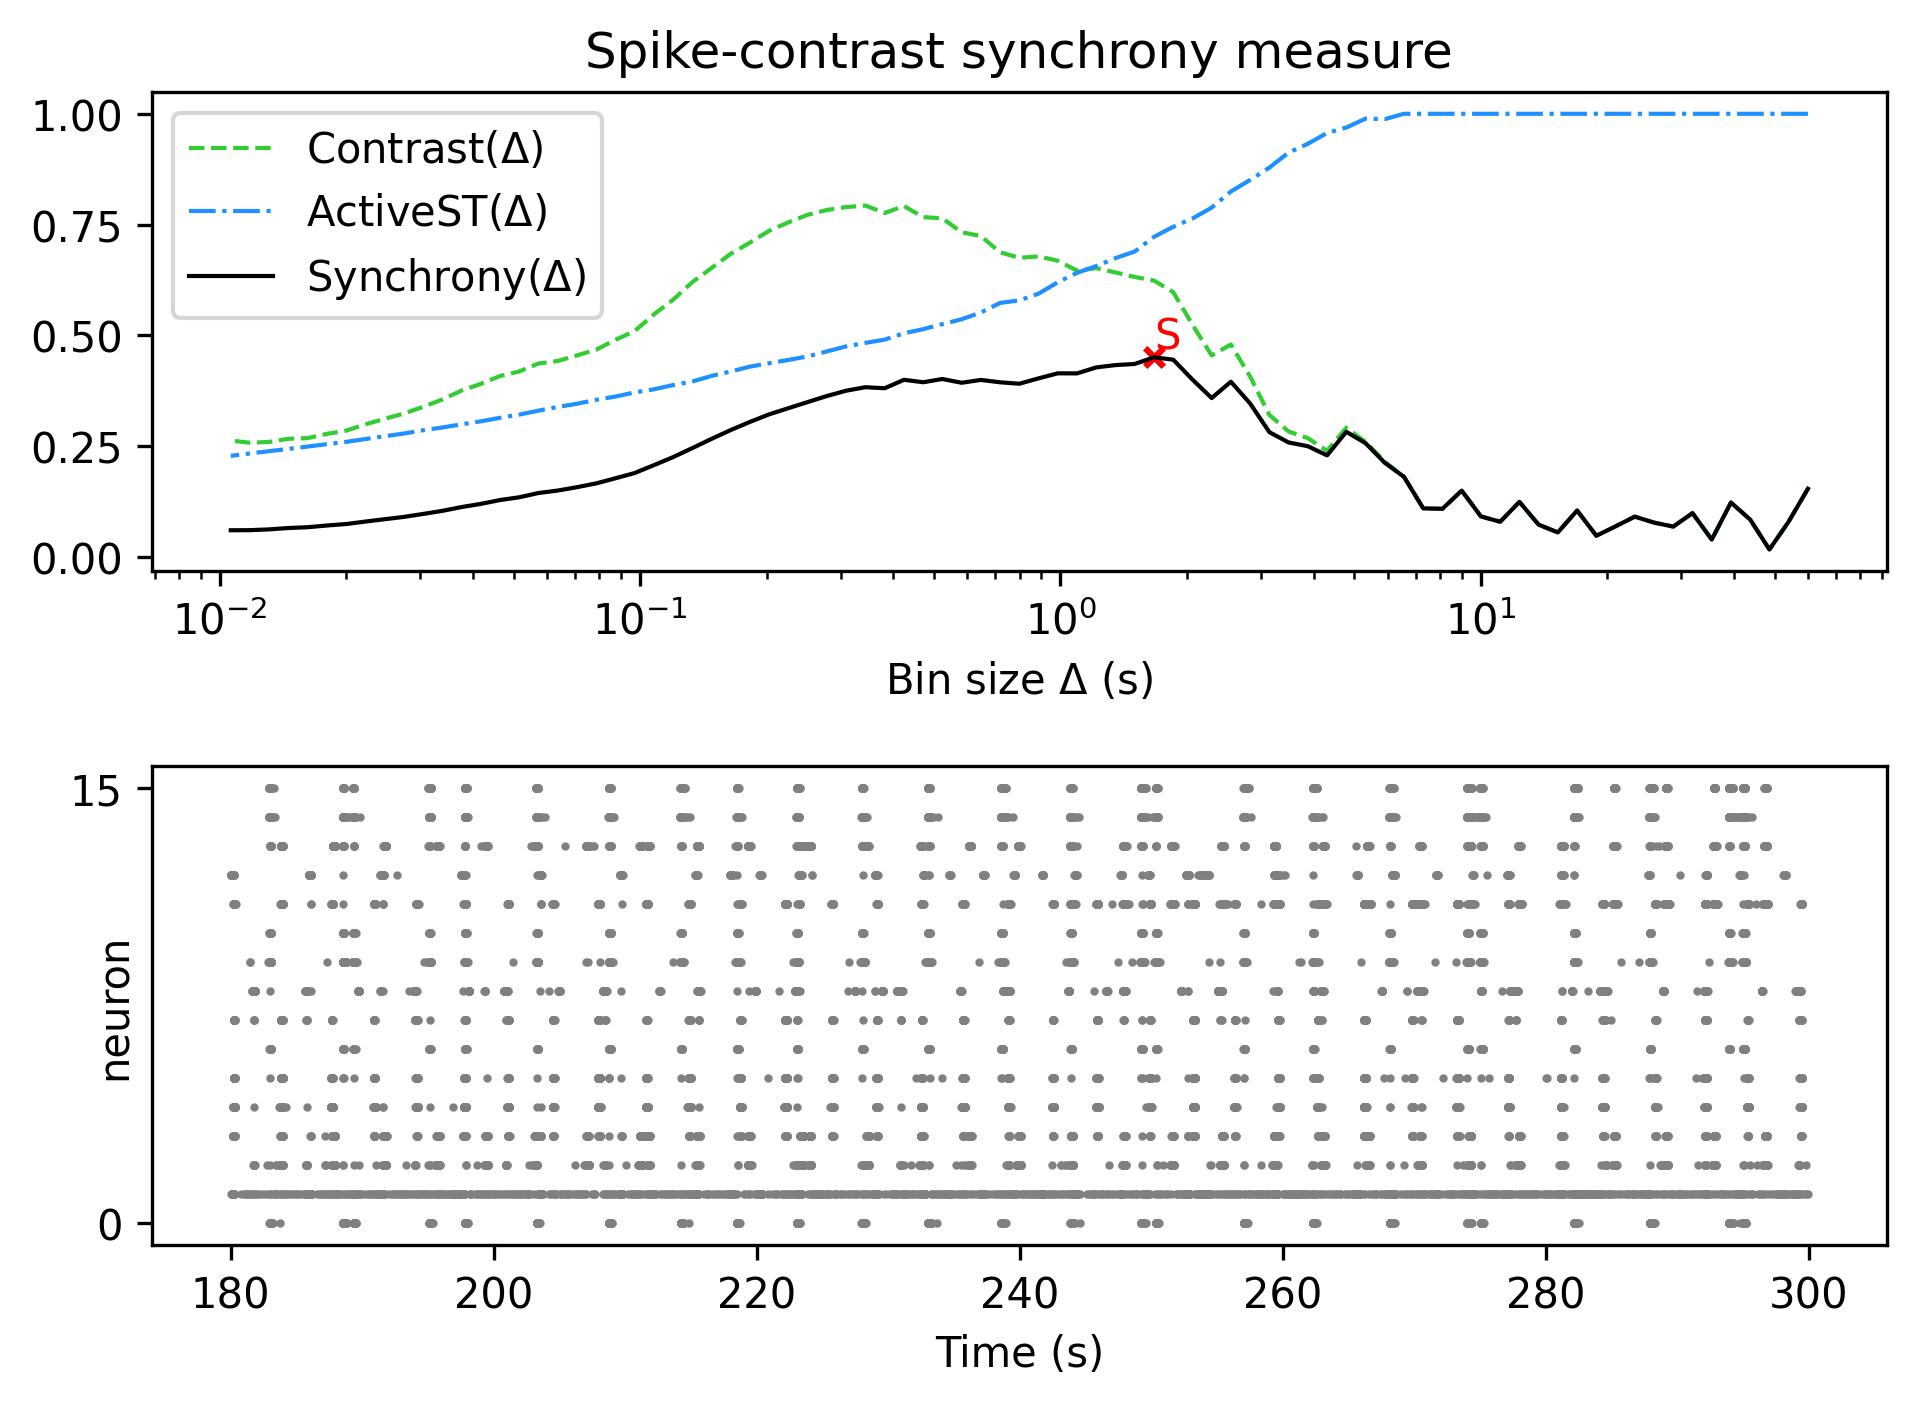 Spike-contrast synchrony measure
1.00
0.75
0.50
0.25
0.00
Contrast(Δ)
ActiveST(Δ)
Synchrony(Δ)
S
10⁻² 10⁻¹ 10⁰ 10¹
Bin size Δ (s)
15
0
neuron
180 200 220 240 260 280 300
Time (s)